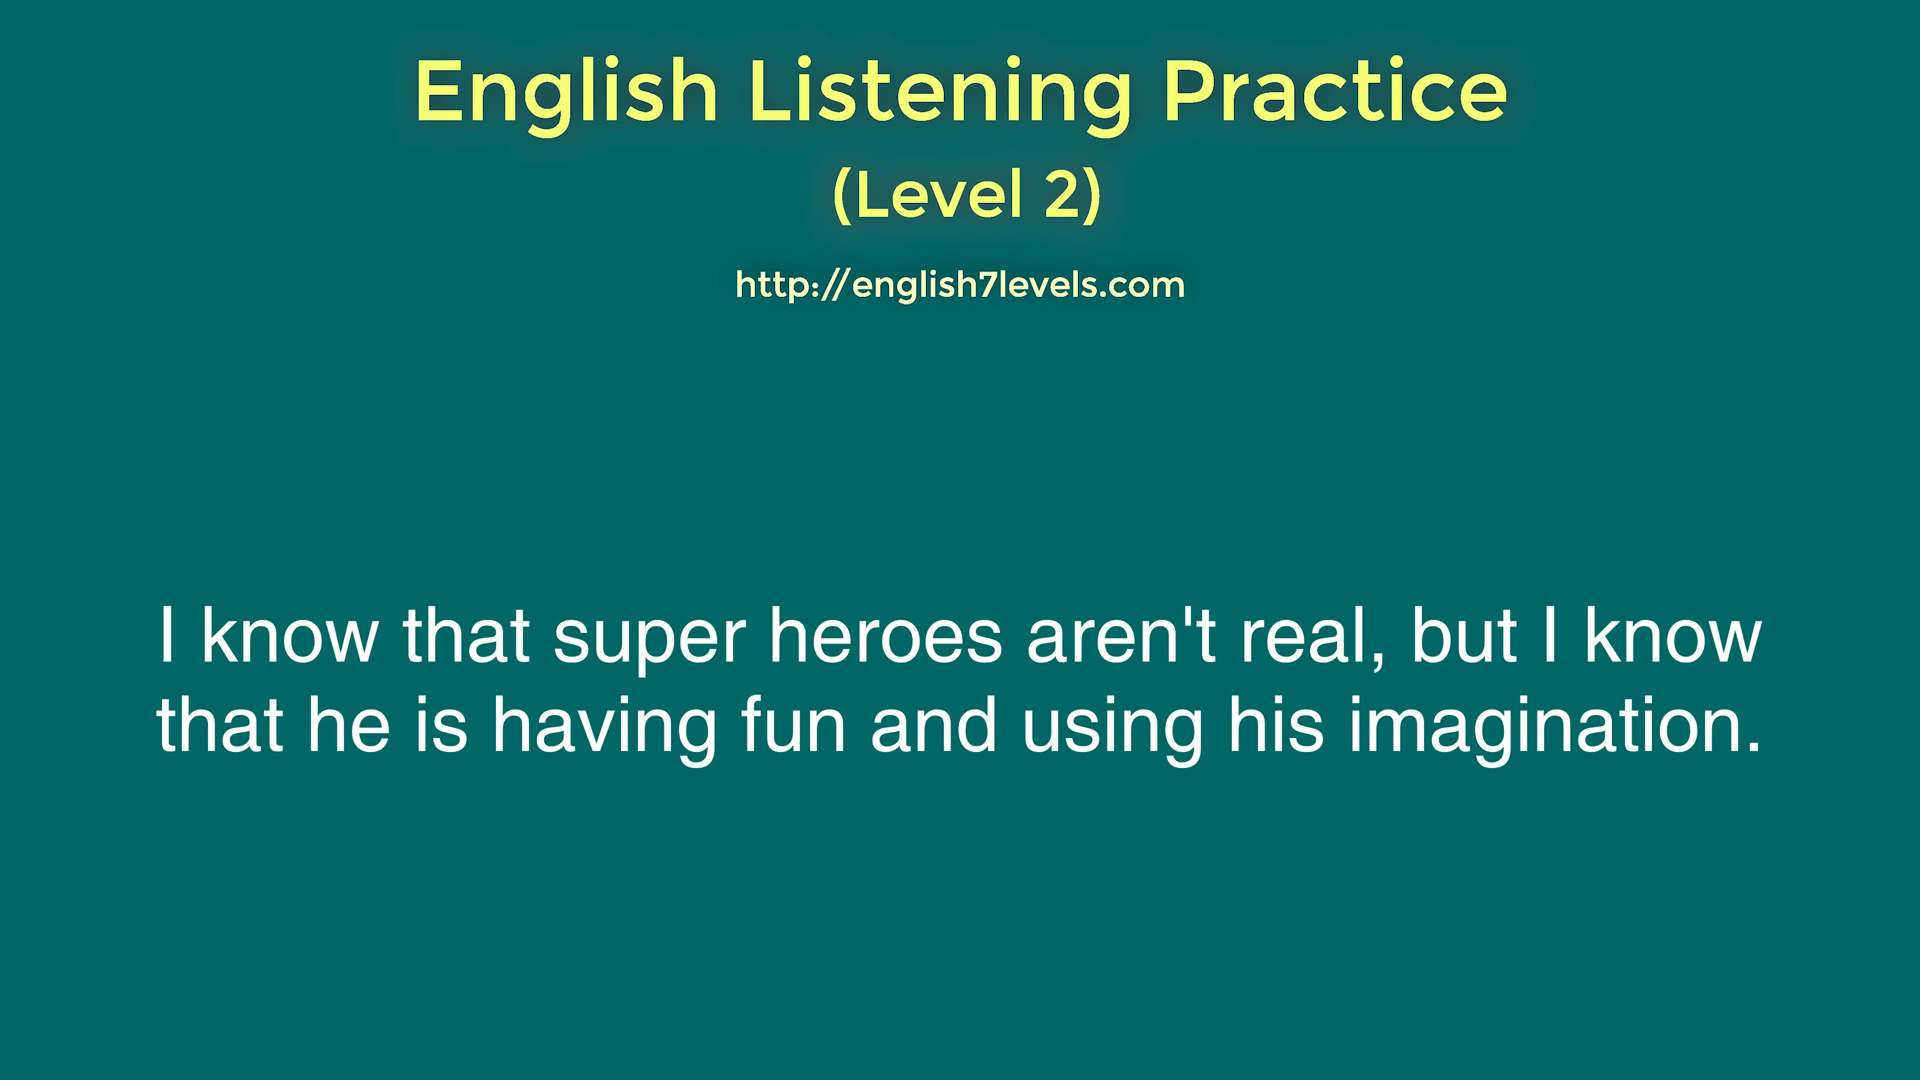 English Listening Practice
(Level 2)
http://english7levels.com
I know that super heroes aren't real, but I know
that he is having fun and using his imagination.